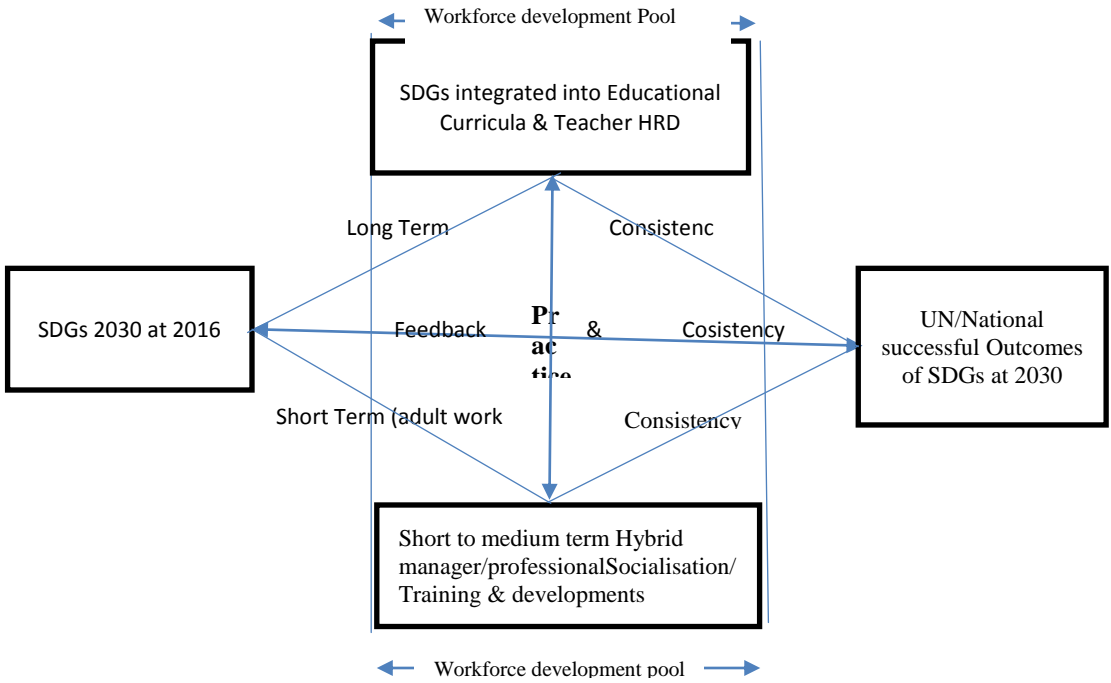 Workforce development Pool
SDGs integrated into Educational
Curricula & Teacher HRD
Long Term
Consistenc
SDGs 2030 at 2016
Feedback
Pr
ac
tice
&
Cosistency
UN/National
successful Outcomes
of SDGs at 2030
Short Term (adult work
Consistency
Short to medium term Hybrid
manager/professionalSocialisation/
Training & developments
Workforce development pool